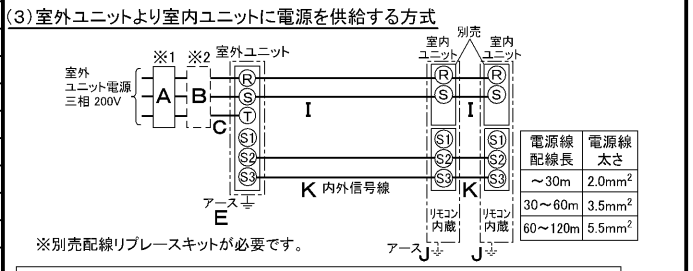 (3)室外ユニットより室内ユニットに電源を供給する方式
※1 ※2 室外ユニット
室内
ユニット
別売
室内
ユニット
室外
ユニット電源
三相 200V
A
B
C
R
S
T
S1
S2
S3
I
R
S
S1
S2
S3
I
R
S
S1
S2
S3
K 内外信号線
K
アース
E
リモコン
内蔵
リモコン
内蔵
アース J
J
※別売配線リプレースキットが必要です。
電源線
配線長
電源線
太さ
～30m 2.0mm²
30～60m 3.5mm²
60～120m 5.5mm²